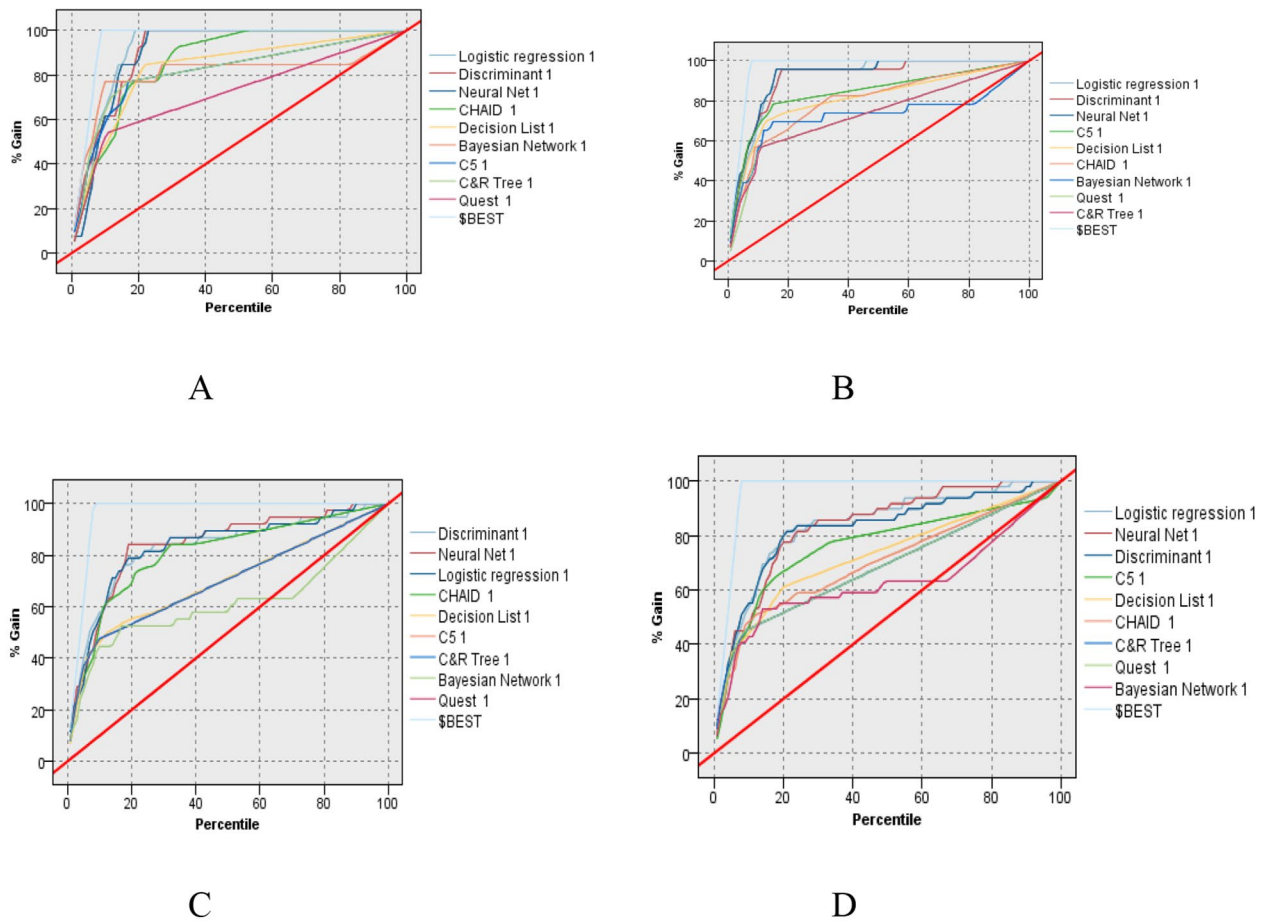 % Gain
100
80
60
40
20
0
0 20 40 60 80 100
Percentile
Logistic regression 1
Discriminant 1
Neural Net 1
CHAID 1
Decision List 1
Bayesian Network 1
C5 1
C&R Tree 1
Quest 1
$BEST
A
% Gain
100
80
60
40
20
0
0 20 40 60 80 100
Percentile
Logistic regression 1
Discriminant 1
Neural Net 1
C5 1
Decision List 1
CHAID 1
Bayesian Network 1
Quest 1
C&R Tree 1
$BEST
B
% Gain
100
80
60
40
20
0
0 20 40 60 80 100
Percentile
Discriminant 1
Neural Net 1
Logistic regression 1
CHAID 1
Decision List 1
C5 1
C&R Tree 1
Bayesian Network 1
Quest 1
$BEST
C
% Gain
100
80
60
40
20
0
0 20 40 60 80 100
Percentile
Logistic regression 1
Neural Net 1
Discriminant 1
C5 1
Decision List 1
CHAID 1
C&R Tree 1
Quest 1
Bayesian Network 1
$BEST
D